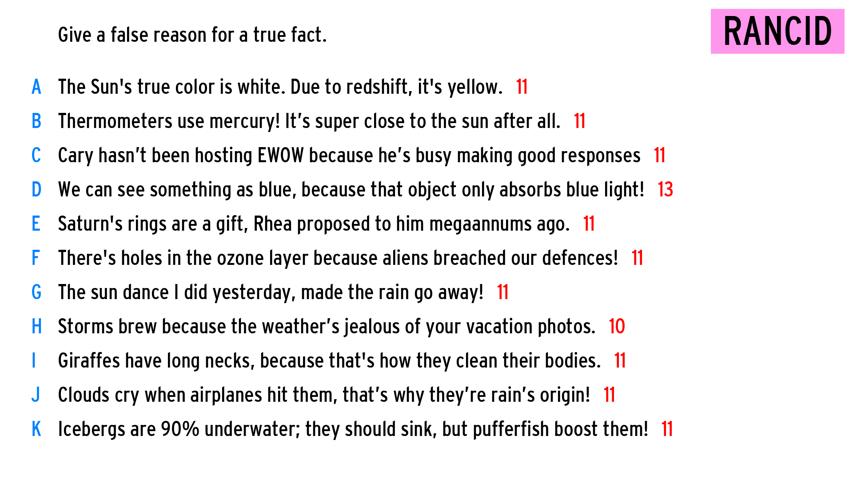 Give a false reason for a true fact.
RANCID
A The Sun's true color is white. Due to redshift, it's yellow. 11
B Thermometers use mercury! It’s super close to the sun after all. 11
C Cary hasn’t been hosting EWOW because he’s busy making good responses 11
D We can see something as blue, because that object only absorbs blue light! 13
E Saturn's rings are a gift, Rhea proposed to him megaannums ago. 11
F There's holes in the ozone layer because aliens breached our defences! 11
G The sun dance I did yesterday, made the rain go away! 11
H Storms brew because the weather’s jealous of your vacation photos. 10
I Giraffes have long necks, because that's how they clean their bodies. 11
J Clouds cry when airplanes hit them, that’s why they’re rain’s origin! 11
K Icebergs are 90% underwater; they should sink, but pufferfish boost them! 11